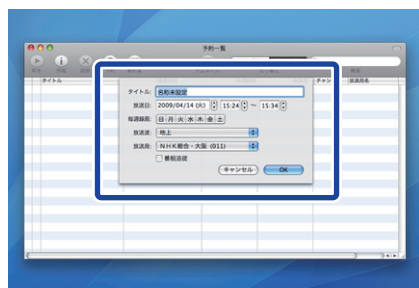 予約一覧
タイトル
チャン
放送局名
タイトル: 名称未設定
放送日: 2009/04/14 (火) 15:24 ~ 15:34
毎週録画: 日 月 火 水 木 金 土
放送波: 地上
放送局: NHK総合・大阪 (011)
番組追従
キャンセル OK